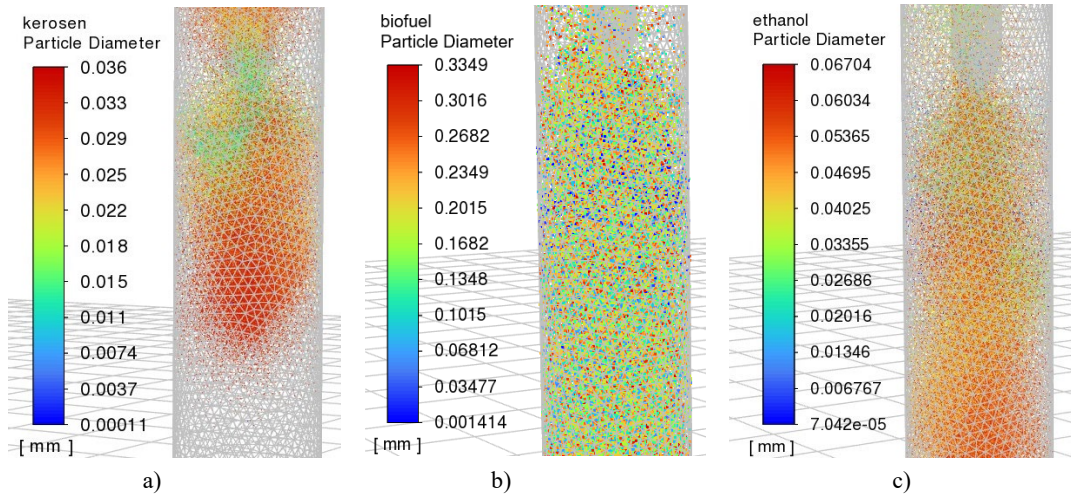 kerosen
Particle Diameter
0.036
0.033
0.029
0.026
0.022
0.018
0.015
0.011
0.0074
0.0037
0.00011
[ mm ]
a)
biofuel
Particle Diameter
0.3349
0.3016
0.2682
0.2349
0.2015
0.1682
0.1348
0.1015
0.06812
0.03477
0.001414
[ mm ]
b)
ethanol
Particle Diameter
0.06704
0.06034
0.05365
0.04695
0.04025
0.03355
0.02686
0.02016
0.01346
0.006767
7.042e-05
[ mm ]
c)